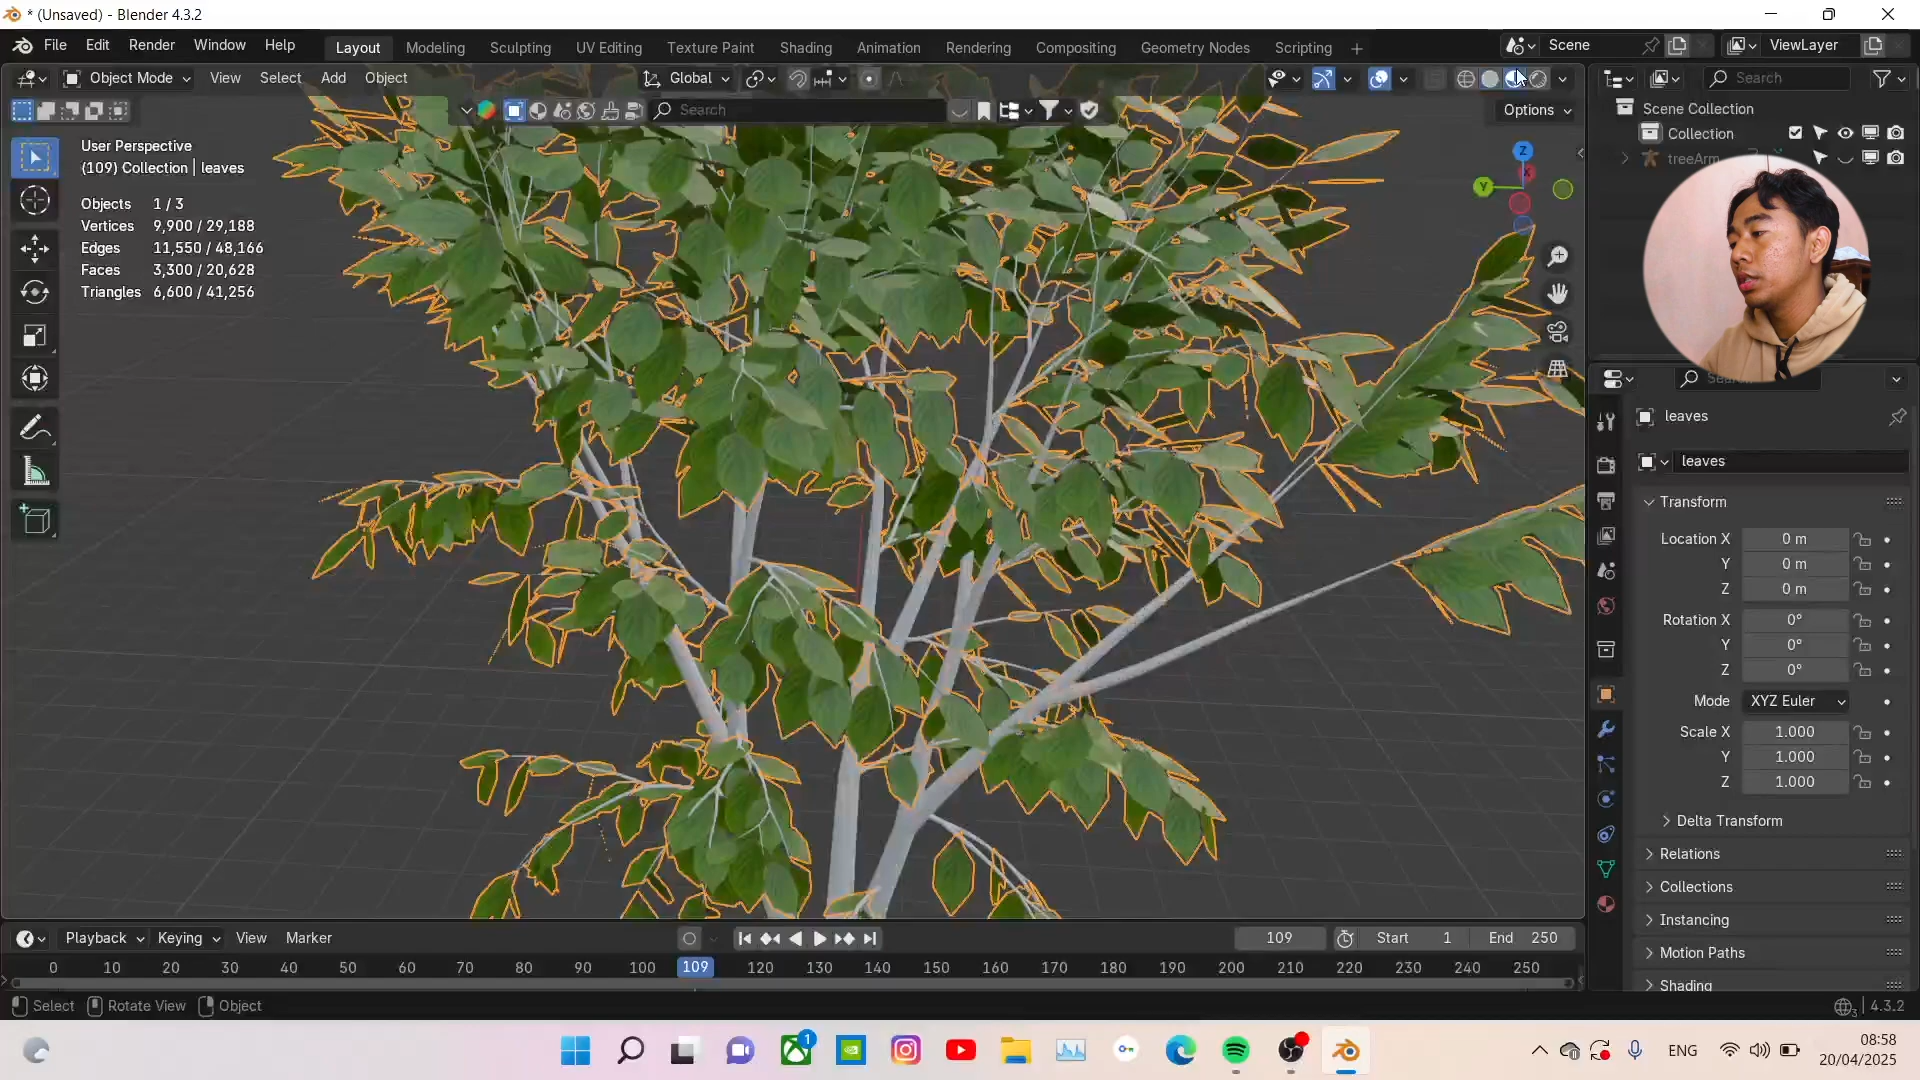 * (Unsaved) - Blender 4.3.2
File Edit Render Window Help
Layout Modeling Sculpting UV Editing Texture Paint Shading Animation Rendering Compositing Geometry Nodes Scripting +
Scene
ViewLayer
Object Mode View Select Add Object
Global
Search
Search
Options
User Perspective
(109) Collection | leaves
Objects 1 / 3
Vertices 9,900 / 29,188
Edges 11,550 / 48,166
Faces 3,300 / 20,628
Triangles 6,600 / 41,256
Z
X
Y
Scene Collection
Collection
treeArm
leaves
leaves
Transform
Location X 0 m
Y 0 m
Z 0 m
Rotation X 0°
Y 0°
Z 0°
Mode XYZ Euler
Scale X 1.000
Y 1.000
Z 1.000
Delta Transform
Relations
Collections
Instancing
Motion Paths
Shading
Playback Keying View Marker
109 Start 1 End 250
0 10 20 30 40 50 60 70 80 90 100 109 120 130 140 150 160 170 180 190 200 210 220 230 240 250
Select Rotate View Object
3 4.3.2
1
ENG
08:58
20/04/2025